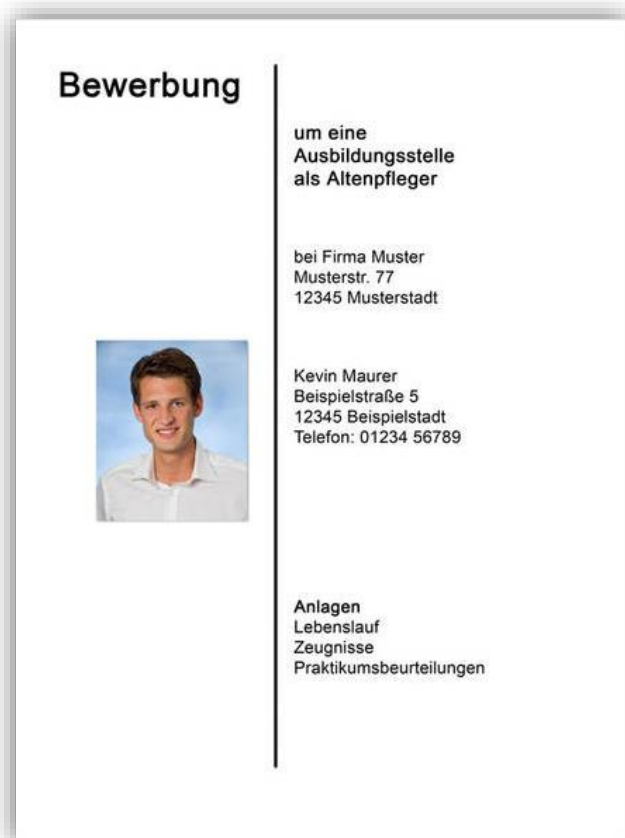 Bewerbung
um eine
Ausbildungsstelle
als Altenpfleger
bei Firma Muster
Musterstr. 77
12345 Musterstadt
Kevin Maurer
Beispielstraße 5
12345 Beispielstadt
Telefon: 01234 56789
Anlagen
Lebenslauf
Zeugnisse
Praktikumsbeurteilungen